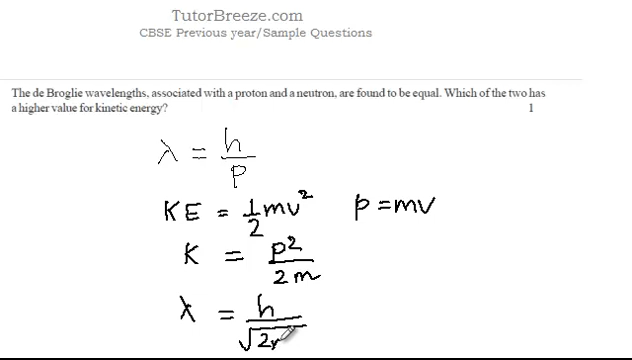 TutorBreeze.com
CBSE Previous year/Sample Questions
The de Broglie wavelengths, associated with a proton and a neutron, are found to be equal. Which of the two has
a higher value for kinetic energy? 1
λ = h/p
KE = 1/2 mv² p = mv
K = p²/2m
λ = h/√2